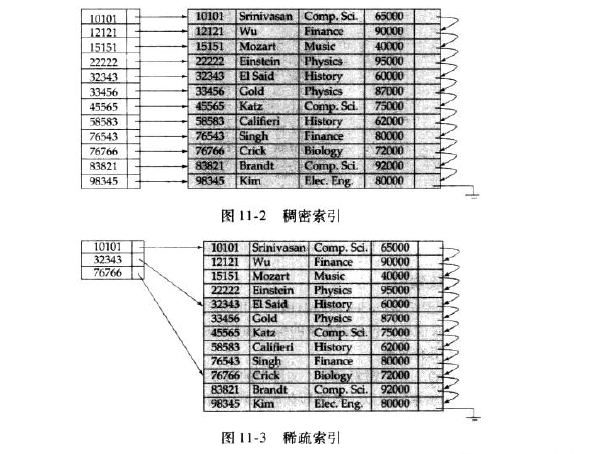 10101 10101 Srinivasan Comp. Sci. 65000
12121 12121 Wu Finance 90000
15151 15151 Mozart Music 40000
22222 22222 Einstein Physics 95000
32343 32343 El Said History 60000
33456 33456 Gold Physics 87000
45565 45565 Katz Comp. Sci. 75000
58583 58583 Califieri History 62000
76543 76543 Singh Finance 80000
76766 76766 Crick Biology 72000
83821 83821 Brandt Comp. Sci. 92000
98345 98345 Kim Elec. Eng. 80000
图 11-2 稠密索引
10101 10101 Srinivasan Comp. Sci. 65000
32343 12121 Wu Finance 90000
76766 15151 Mozart Music 40000
22222 Einstein Physics 95000
32343 El Said History 60000
33456 Gold Physics 87000
45565 Katz Comp. Sci. 75000
58583 Califieri History 62000
76543 Singh Finance 80000
76766 Crick Biology 72000
83821 Brandt Comp. Sci. 92000
98345 Kim Elec. Eng. 80000
图 11-3 稀疏索引